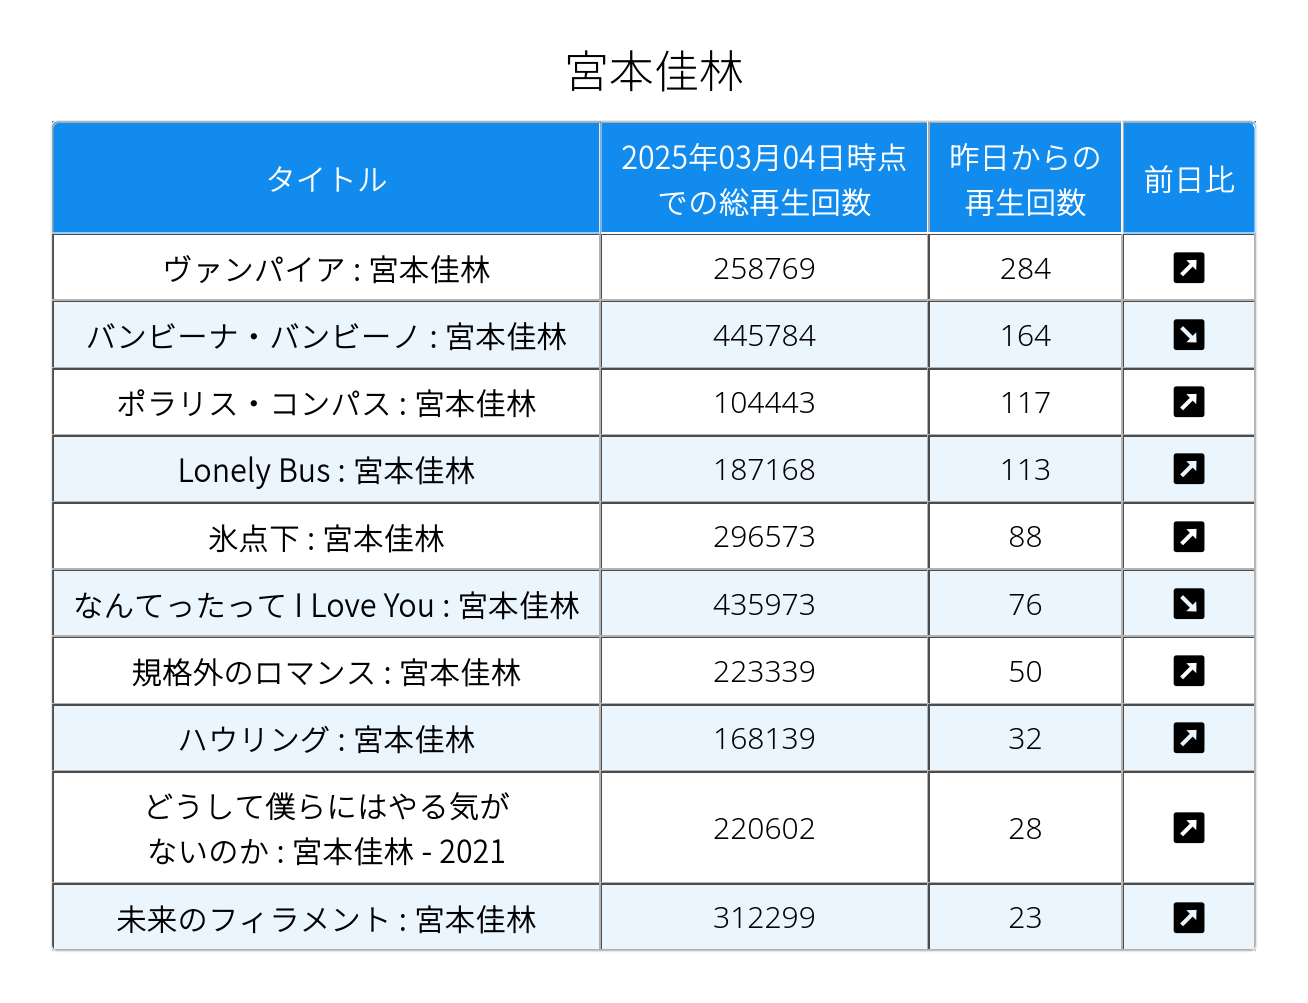 宮本佳林
タイトル
2025年03月04日時点
での総再生回数
昨日からの
再生回数
前日比
ヴァンパイア : 宮本佳林 258769 284 ↗
バンビーナ・バンビーノ : 宮本佳林 445784 164 ↘
ポラリス・コンパス : 宮本佳林 104443 117 ↗
Lonely Bus : 宮本佳林 187168 113 ↗
氷点下 : 宮本佳林 296573 88 ↗
なんてったって I Love You : 宮本佳林 435973 76 ↘
規格外のロマンス : 宮本佳林 223339 50 ↗
ハウリング : 宮本佳林 168139 32 ↗
どうして僕らにはやる気が
ないのか : 宮本佳林 - 2021 220602 28 ↗
未来のフィラメント : 宮本佳林 312299 23 ↗